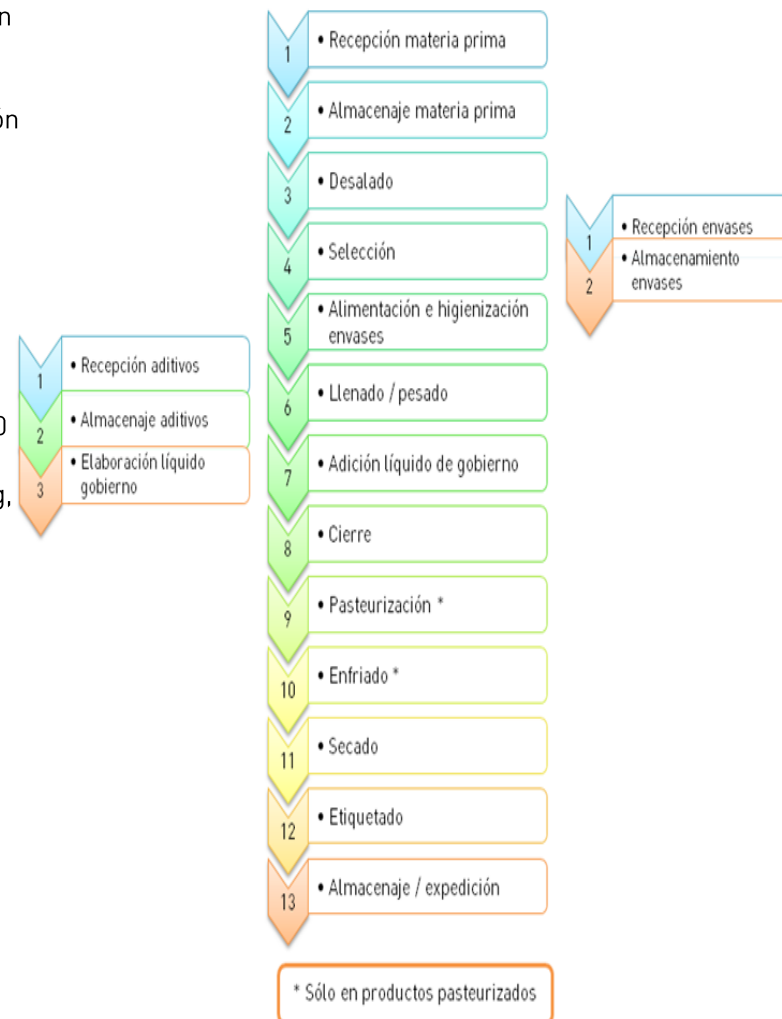 n
ón
1
• Recepción materia prima
2
• Almacenaje materia prima
3
• Desalado
4
• Selección
5
• Alimentación e higienización
envases
6
• Llenado / pesado
7
• Adición líquido de gobierno
8
• Cierre
9
• Pasteurización *
10
• Enfriado *
11
• Secado
12
• Etiquetado
13
• Almacenaje / expedición
* Sólo en productos pasteurizados
1
• Recepción envases
2
• Almacenamiento
envases
1
• Recepción aditivos
2
• Almacenaje aditivos
3
• Elaboración líquido
gobierno
g,